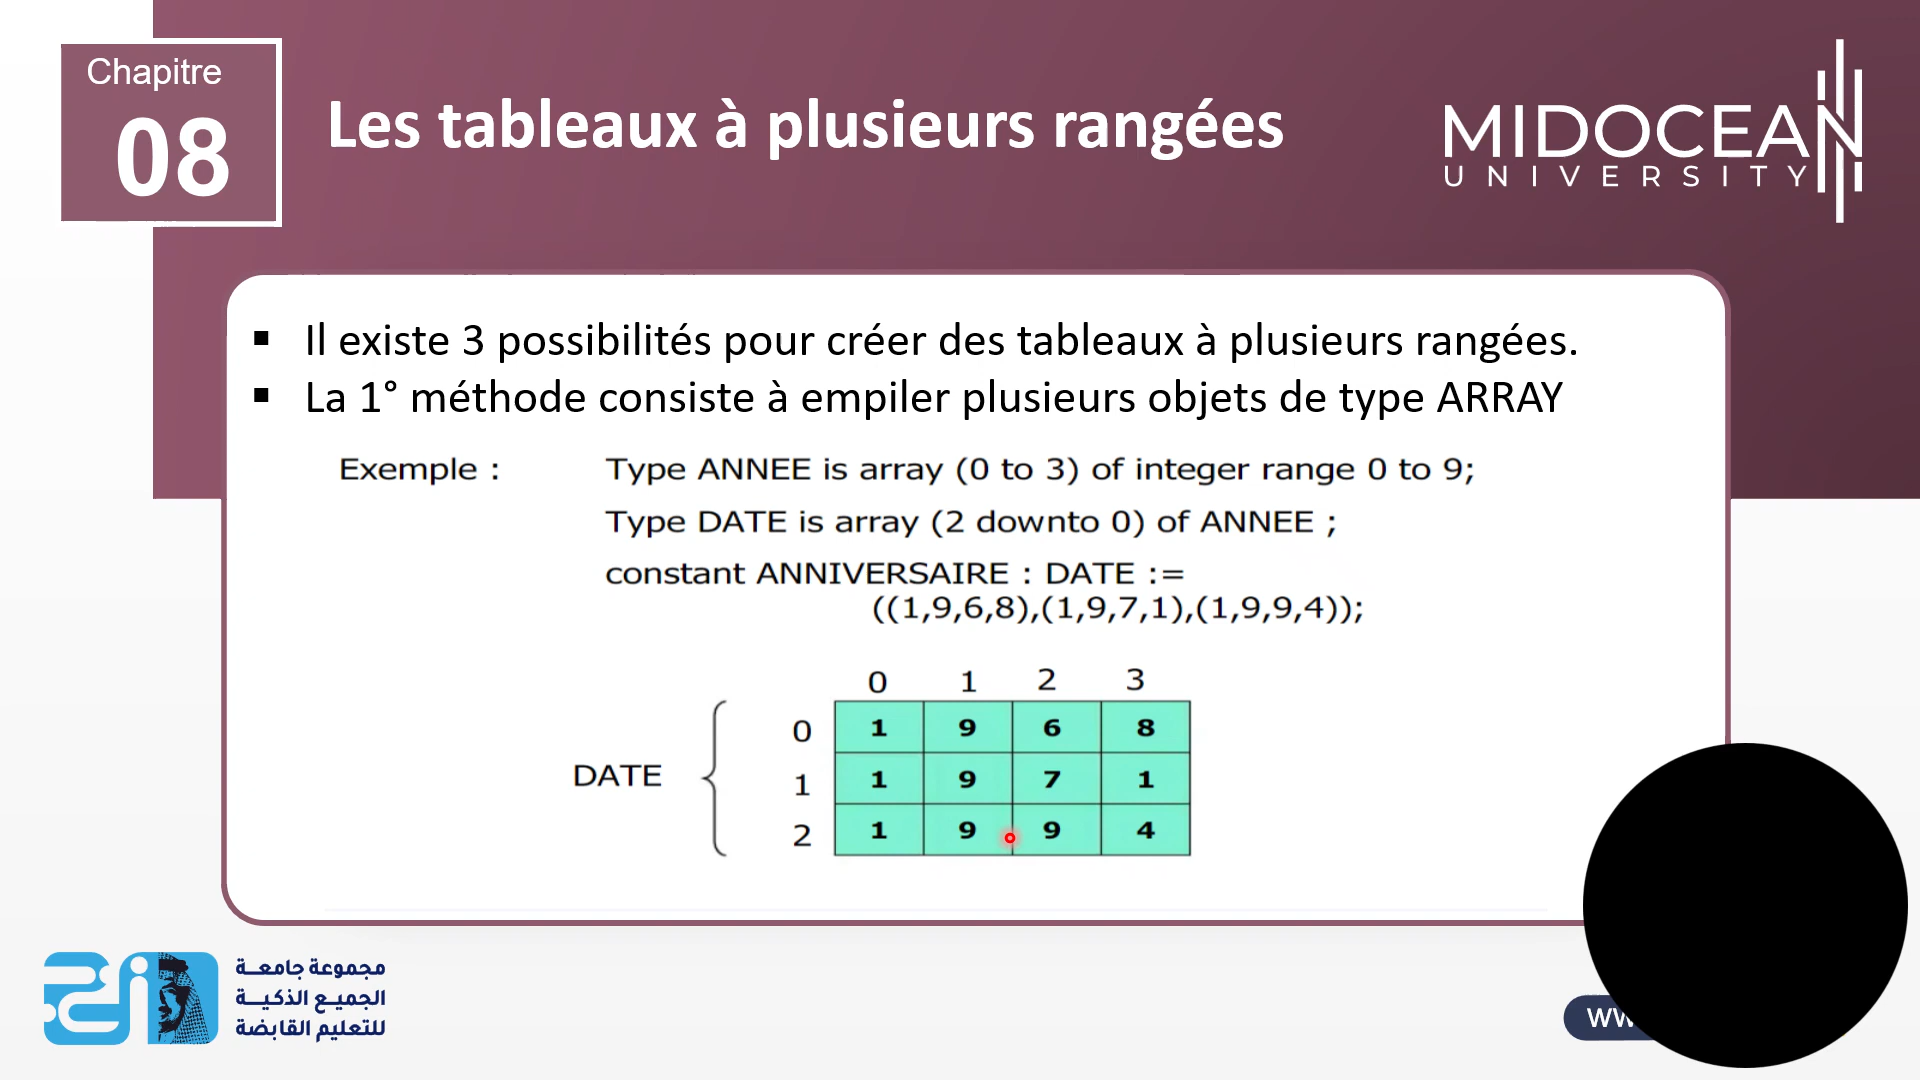 Chapitre
08
Les tableaux à plusieurs rangées
MIDOCEAN
UNIVERSITY
▪ Il existe 3 possibilités pour créer des tableaux à plusieurs rangées.
▪ La 1° méthode consiste à empiler plusieurs objets de type ARRAY
Exemple : Type ANNEE is array (0 to 3) of integer range 0 to 9;
Type DATE is array (2 downto 0) of ANNEE ;
constant ANNIVERSAIRE : DATE :=
((1,9,6,8),(1,9,7,1),(1,9,9,4));
0 1 2 3
0 1 9 6 8
DATE
1 1 9 7 1
2 1 9 9 4
مجموعة جامعة
الجميع الذكية
للتعليم القابضة